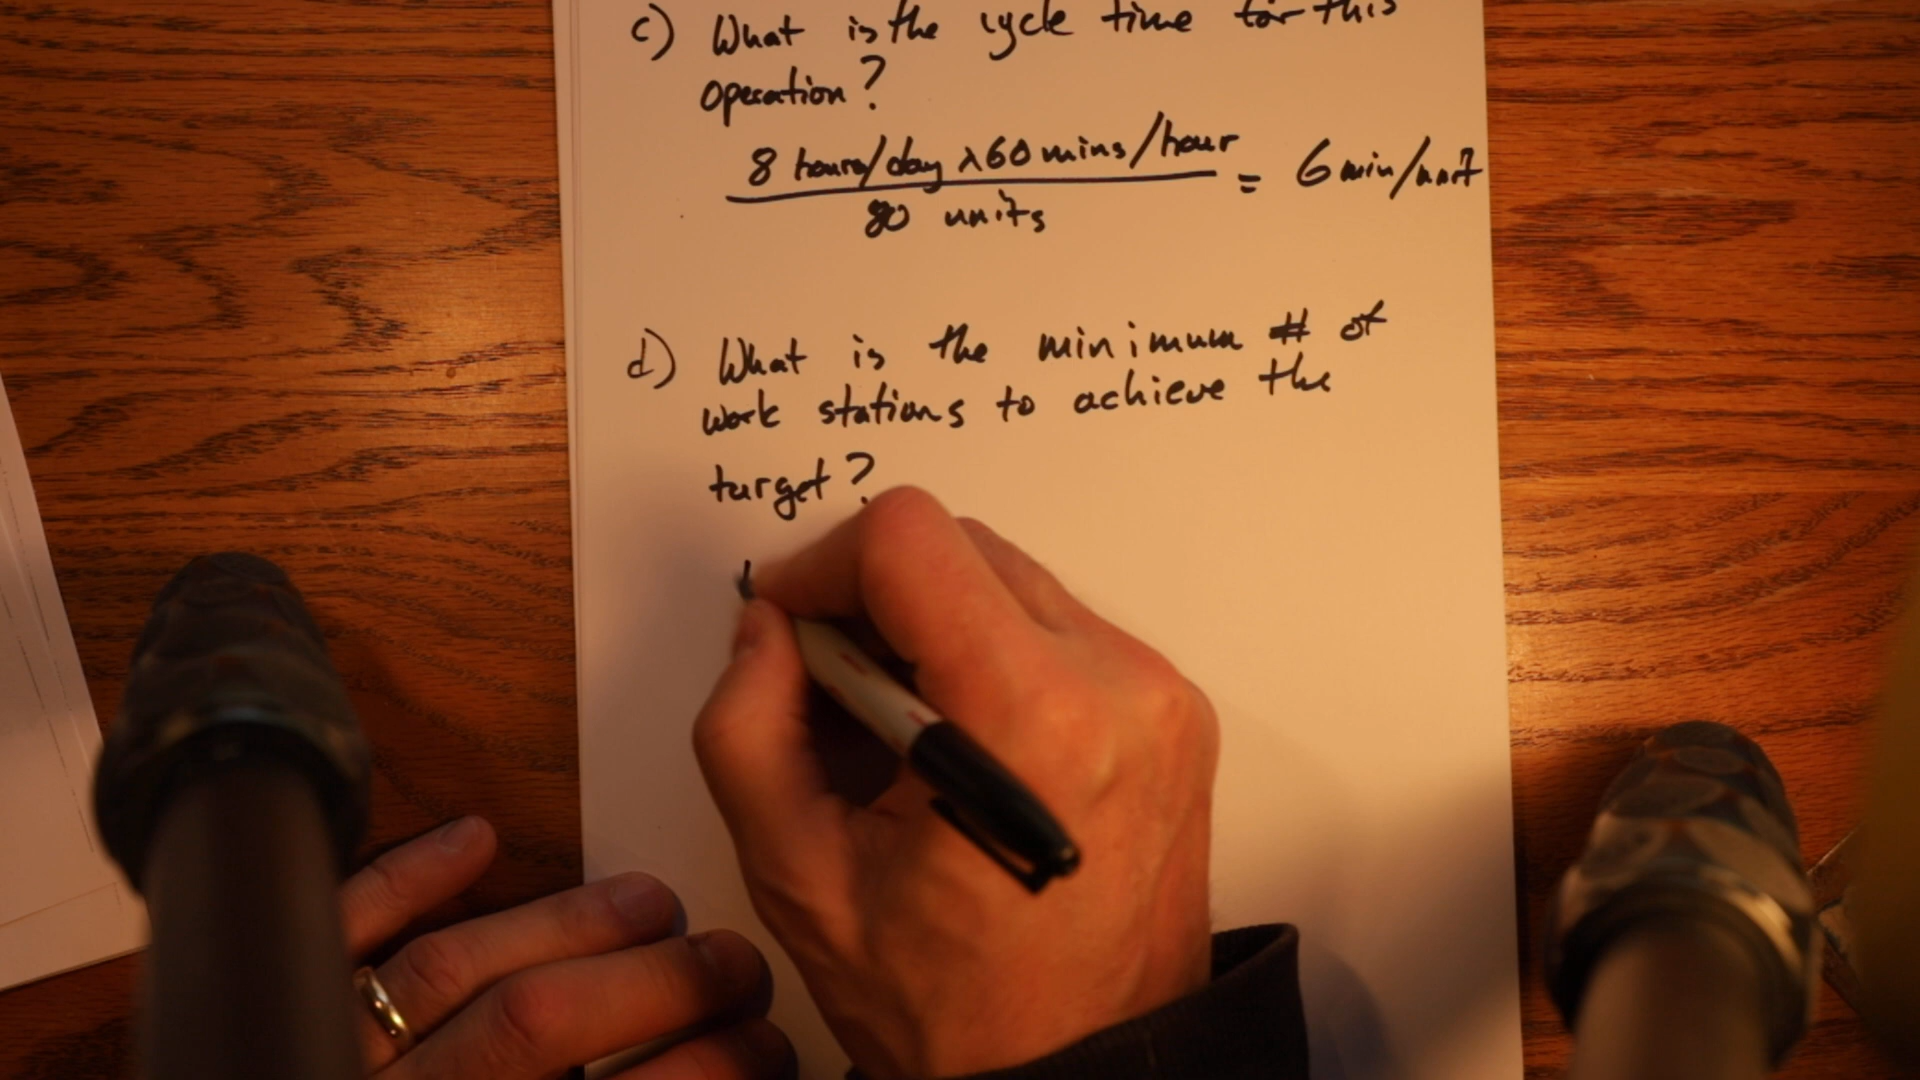 c) What is the cycle time for this
operation?
8 hours/day x 60 mins/hour
80 units
= 6 min/unit
d) What is the minimum # of
work stations to achieve the
target?